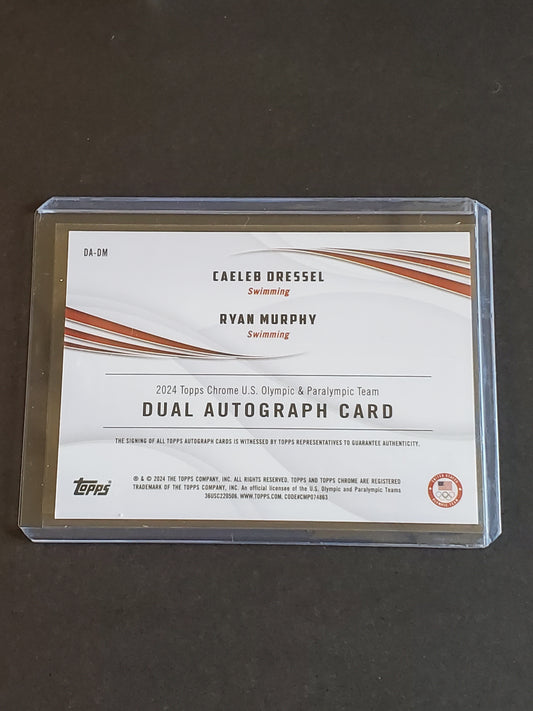 DA-DM
CAELEB DRESSEL
Swimming
RYAN MURPHY
Swimming
2024 Topps Chrome U.S. Olympic & Paralympic Team
DUAL AUTOGRAPH CARD
THE SIGNING OF ALL TOPPS AUTOGRAPH CARDS IS WITNESSED BY TOPPS REPRESENTATIVES TO GUARANTEE AUTHENTICITY.
topps
® & © 2024 THE TOPPS COMPANY, INC. ALL RIGHTS RESERVED. TOPPS AND TOPPS CHROME ARE REGISTERED
TRADEMARK OF THE TOPPS COMPANY, INC. An official licensee of the U.S. Olympic and Paralympic Teams
36USC220506. WWW.TOPPS.COM. CODE#CMP074863